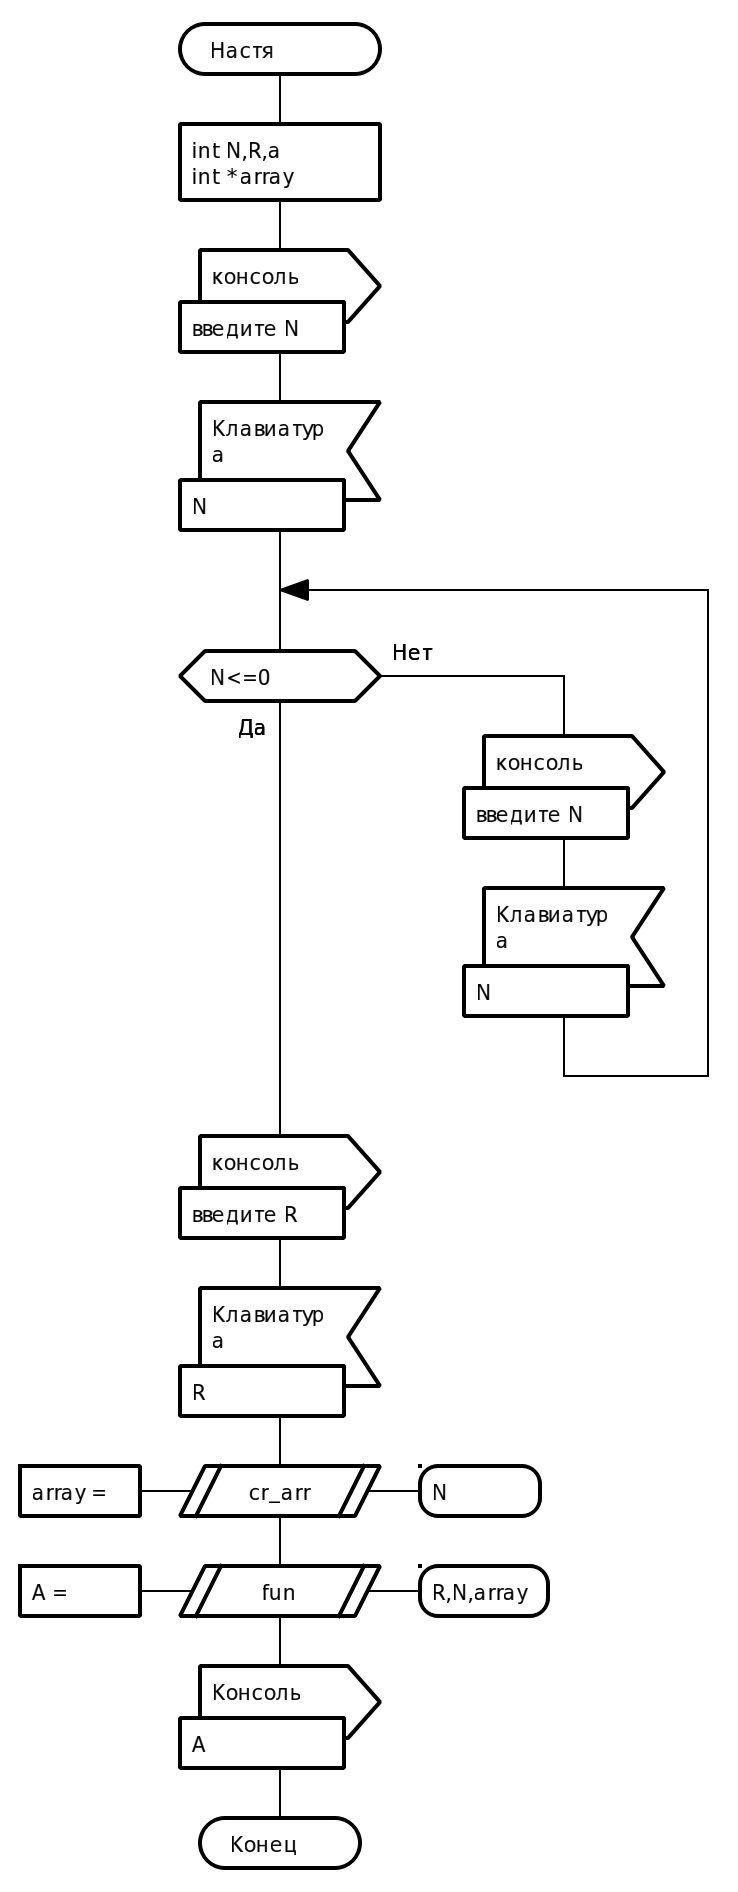 Настя
int N,R,a
int *array
консоль
введите N
Клавиатур
а
N
N<=0
Нет
Да
консоль
введите N
Клавиатур
а
N
консоль
введите R
Клавиатур
а
R
array =
cr_arr
N
A =
fun
R,N,array
Консоль
A
Конец